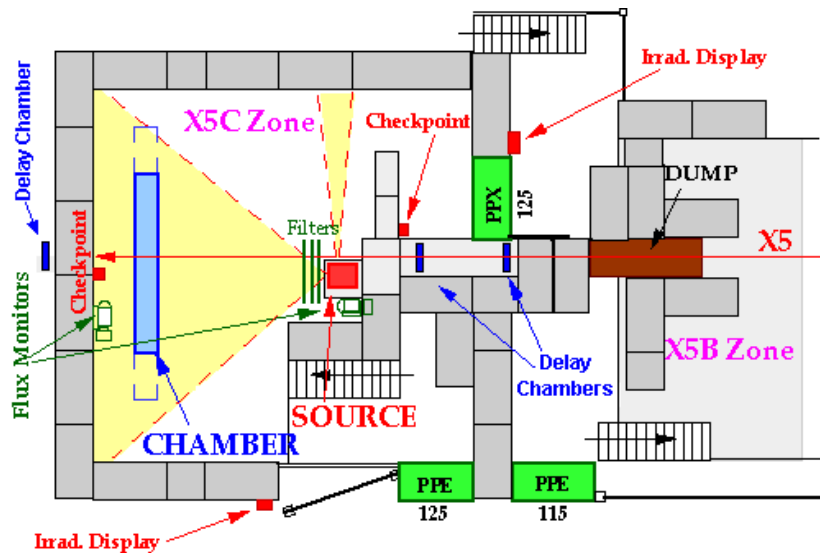 Irrad. Display
X5C Zone
Checkpoint
Delay Chamber
PPX
125
DUMP
X5
Filters
Checkpoint
Flux Monitors
Delay
Chambers
X5B Zone
SOURCE
CHAMBER
PPE
125
PPE
115
Irrad. Display